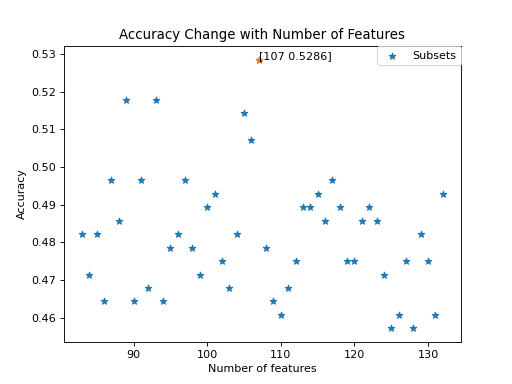 Accuracy Change with Number of Features
[107 0.5286]
Subsets
0.53
0.52
0.51
0.50
0.49
0.48
0.47
0.46
Accuracy
90 100 110 120 130
Number of features